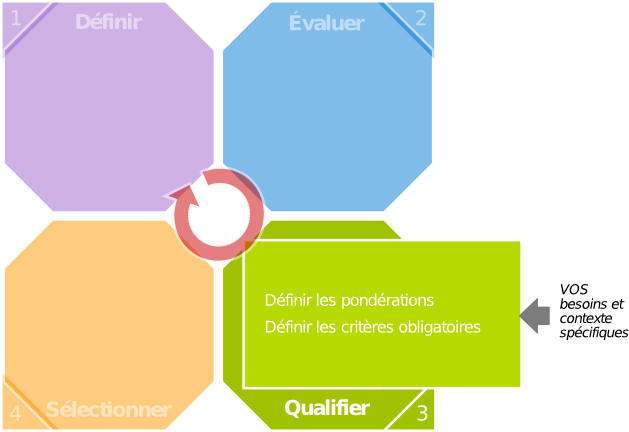 1
Définir
Évaluer
2
Définir les pondérations
Définir les critères obligatoires
VOS
besoins et
contexte
spécifiques
4
Sélectionner
Qualifier
3